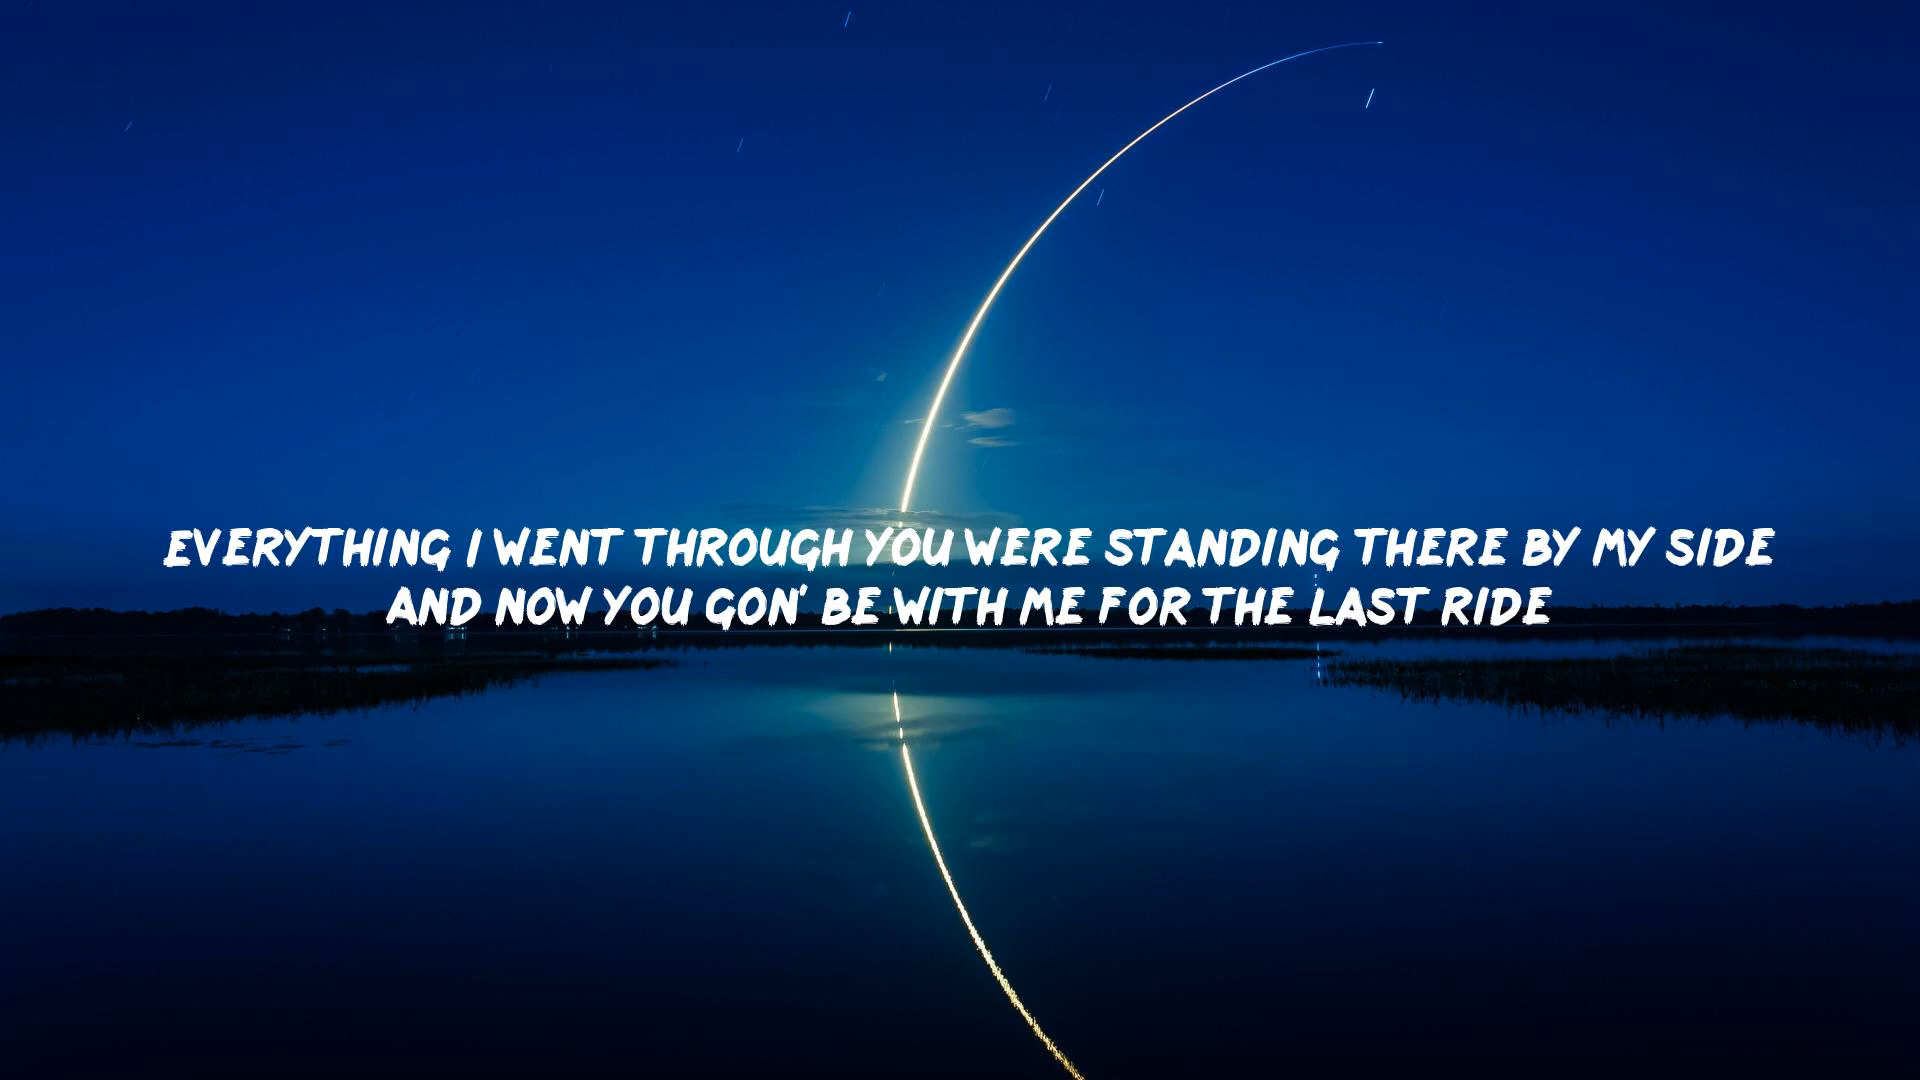 EVERYTHING I WENT THROUGH YOU WERE STANDING THERE BY MY SIDE
AND NOW YOU GON' BE WITH ME FOR THE LAST RIDE